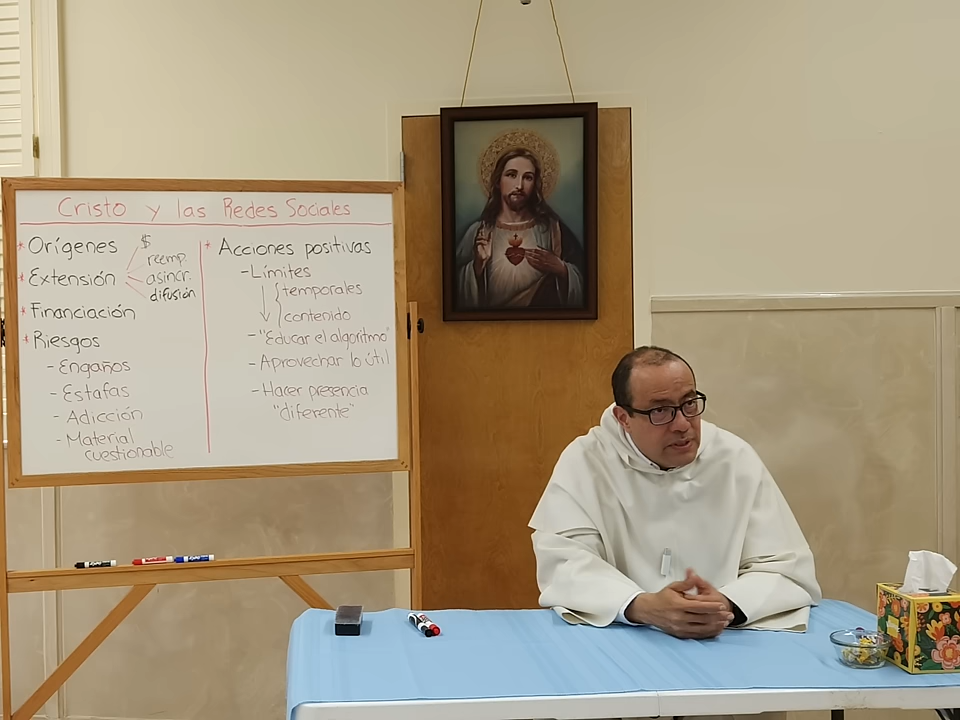 Cristo y las Redes Sociales
* Orígenes
* Extensión
$
reemp.
asincr.
difusión
* Financiación
* Riesgos
- Engaños
- Estafas
- Adicción
- Material
cuestionable
* Acciones positivas
- Límites
temporales
contenido
- "Educar el algoritmo"
- Aprovechar lo útil
- Hacer presencia
"diferente"